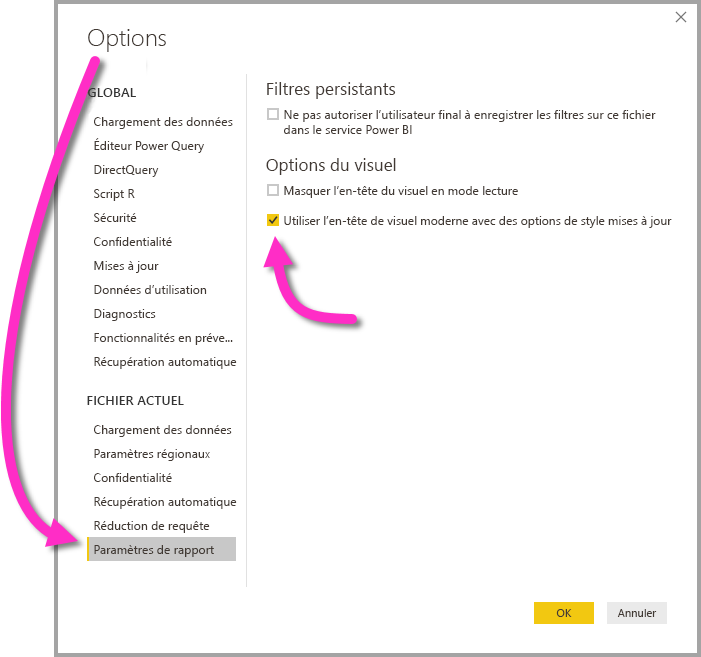 Options
GLOBAL
Chargement des données
Éditeur Power Query
DirectQuery
Script R
Sécurité
Confidentialité
Mises à jour
Données d'utilisation
Diagnostics
Fonctionnalités en préve...
Récupération automatique
FICHIER ACTUEL
Chargement des données
Paramètres régionaux
Confidentialité
Récupération automatique
Réduction de requête
Paramètres de rapport
Filtres persistants
Ne pas autoriser l'utilisateur final à enregistrer les filtres sur ce fichier
dans le service Power BI
Options du visuel
Masquer l'en-tête du visuel en mode lecture
Utiliser l'en-tête de visuel moderne avec des options de style mises à jour
OK
Annuler